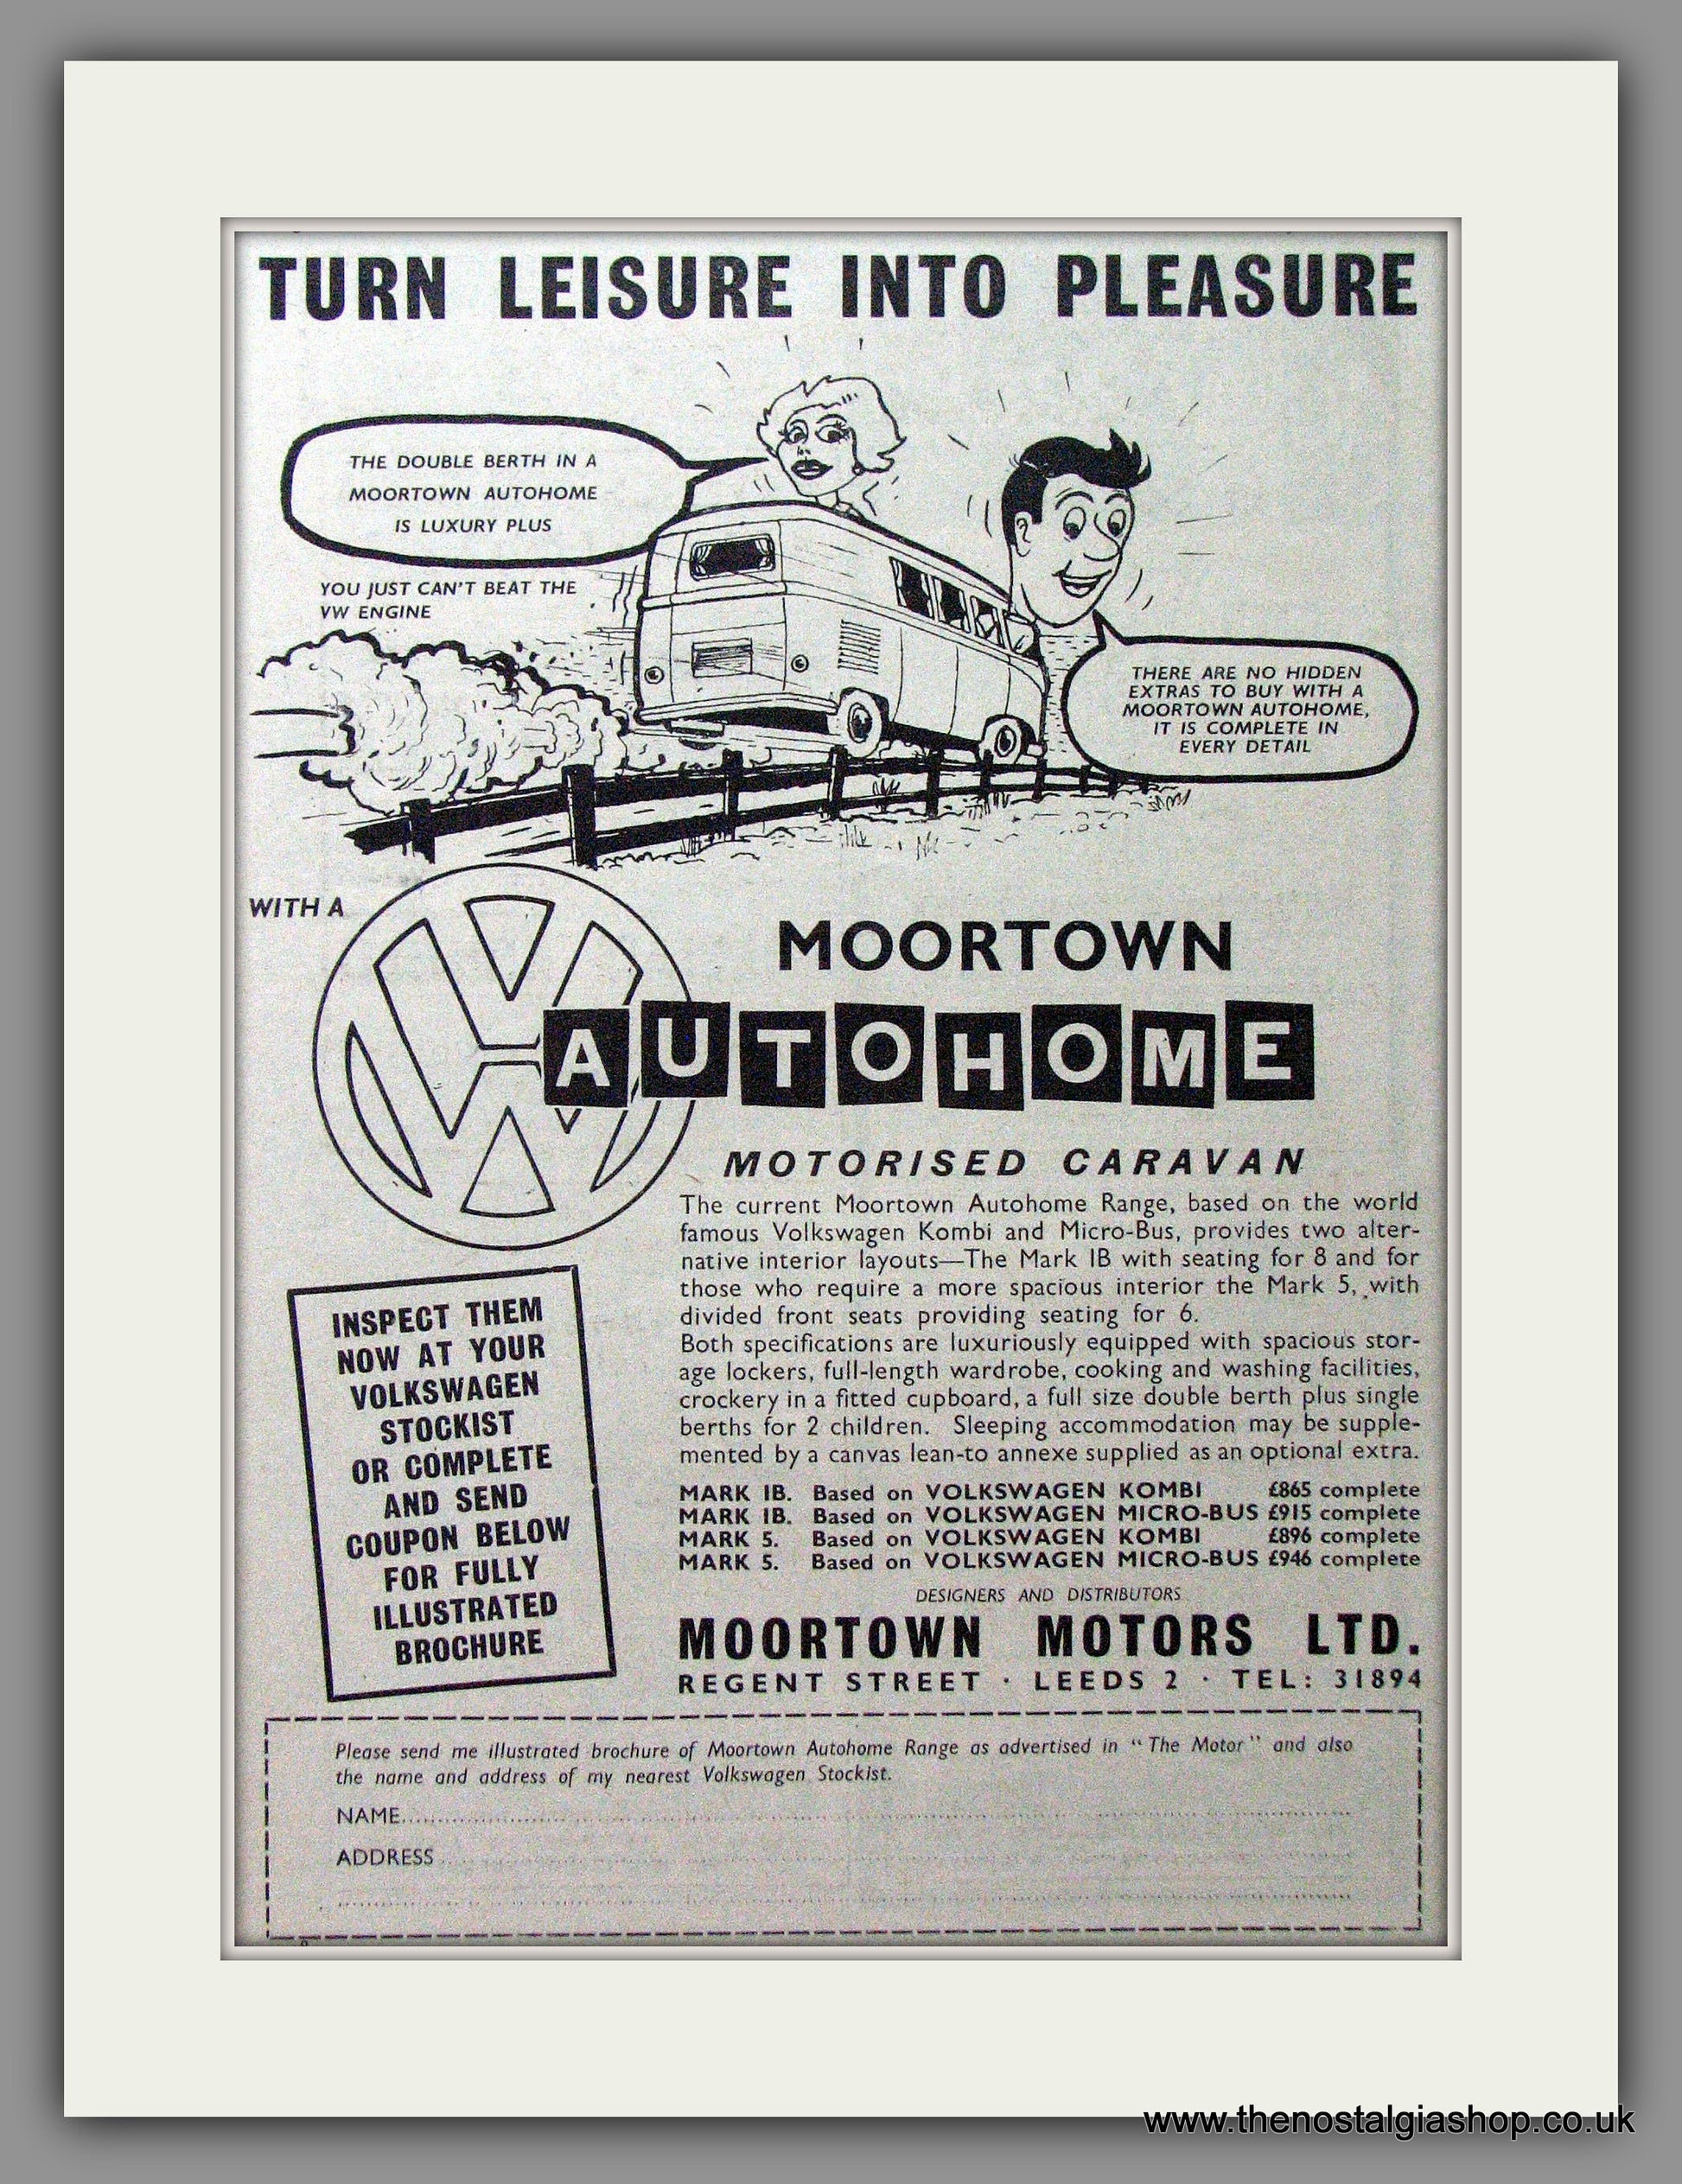 TURN LEISURE INTO PLEASURE
THE DOUBLE BERTH IN A
MOORTOWN AUTOHOME
IS LUXURY PLUS
YOU JUST CAN'T BEAT THE
VW ENGINE
THERE ARE NO HIDDEN
EXTRAS TO BUY WITH A
MOORTOWN AUTOHOME,
IT IS COMPLETE IN
EVERY DETAIL
WITH A
VW
MOORTOWN
AUTOHOME
MOTORISED CARAVAN
The current Moortown Autohome Range, based on the world
famous Volkswagen Kombi and Micro-Bus, provides two alter-
native interior layouts—The Mark IB with seating for 8 and for
those who require a more spacious interior the Mark 5, with
divided front seats providing seating for 6.
Both specifications are luxuriously equipped with spacious stor-
age lockers, full-length wardrobe, cooking and washing facilities,
crockery in a fitted cupboard, a full size double berth plus single
berths for 2 children. Sleeping accommodation may be supple-
mented by a canvas lean-to annexe supplied as an optional extra.
MARK IB. Based on VOLKSWAGEN KOMBI £865 complete
MARK IB. Based on VOLKSWAGEN MICRO-BUS £915 complete
MARK 5. Based on VOLKSWAGEN KOMBI £896 complete
MARK 5. Based on VOLKSWAGEN MICRO-BUS £946 complete
DESIGNERS AND DISTRIBUTORS
MOORTOWN MOTORS LTD.
REGENT STREET · LEEDS 2 · TEL: 31894
INSPECT THEM
NOW AT YOUR
VOLKSWAGEN
STOCKIST
OR COMPLETE
AND SEND
COUPON BELOW
FOR FULLY
ILLUSTRATED
BROCHURE
Please send me illustrated brochure of Moortown Autohome Range as advertised in "The Motor" and also
the name and address of my nearest Volkswagen Stockist.
NAME
ADDRESS
www.thenostalgiashop.co.uk